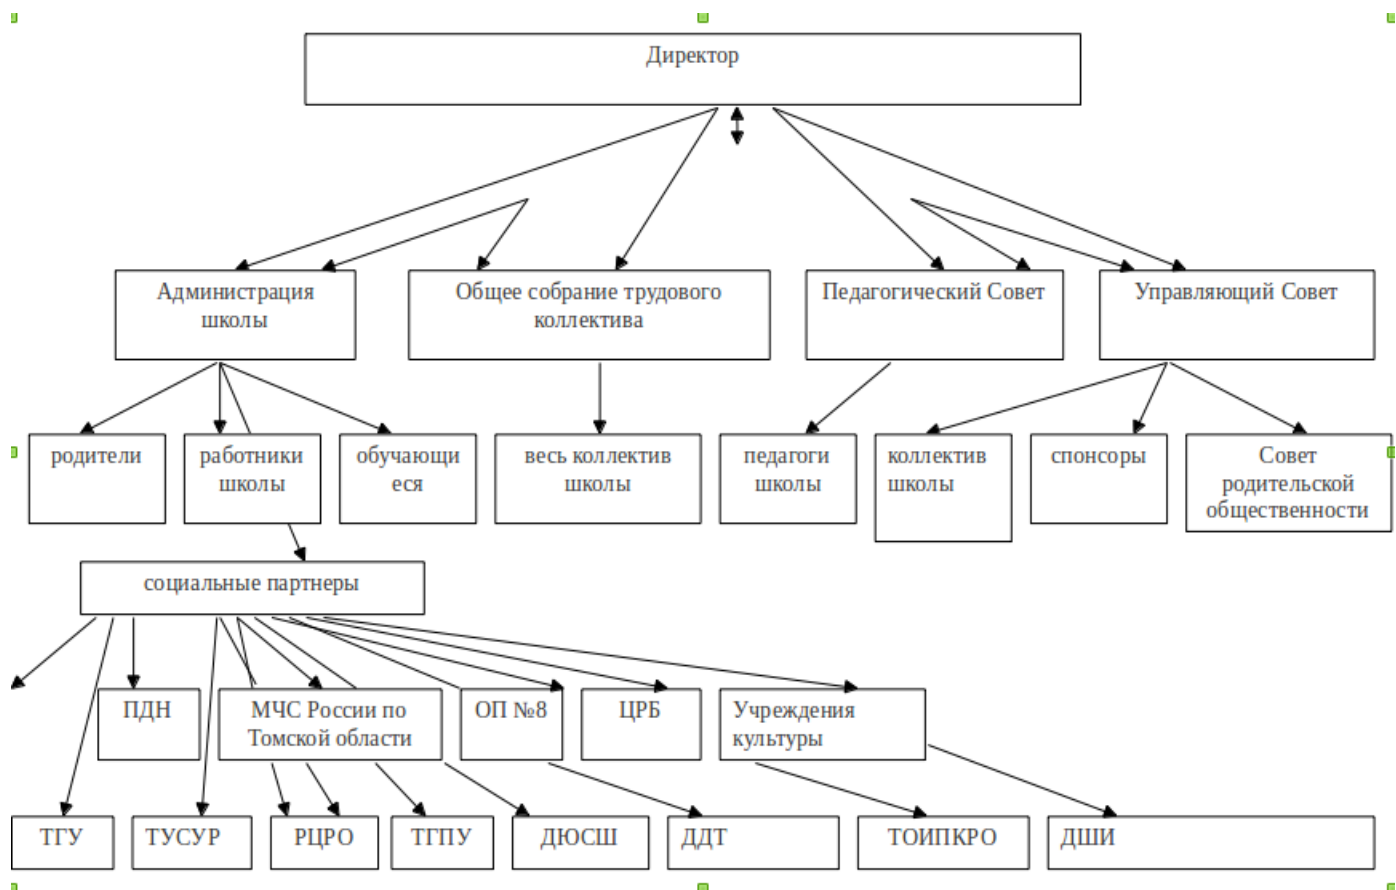 Директор
Администрация
школы
Общее собрание трудового
коллектива
Педагогический Совет
Управляющий Совет
родители
работники
школы
обучающи
еся
весь коллектив
школы
педагоги
школы
коллектив
школы
спонсоры
Совет
родительской
общественности
социальные партнеры
ПДН
МЧС России по
Томской области
ОП №8
ЦРБ
Учреждения
культуры
ТГУ
ТУСУР
РЦРО
ТГПУ
ДЮСШ
ДДТ
ТОИПКРО
ДШИ